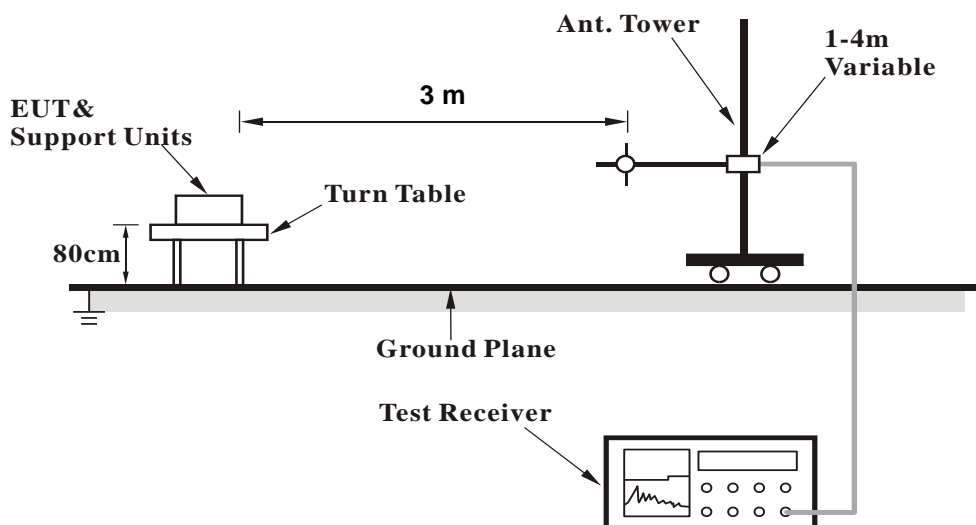 Ant. Tower
1-4m
Variable
3 m
EUT&
Support Units
Turn Table
80cm
Ground Plane
Test Receiver